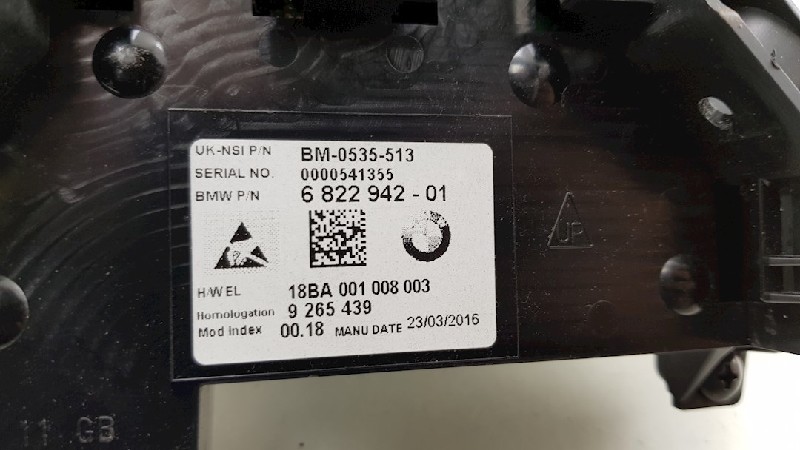 UK-NSI P/N BM-0535-513
SERIAL NO. 0000541355
BMW P/N 6 822 942 - 01
UP
H/W EL 18BA 001 008 003
Homologation 9 265 439
Mod Index 00.18 MANU DATE 23/03/2016
11 GB